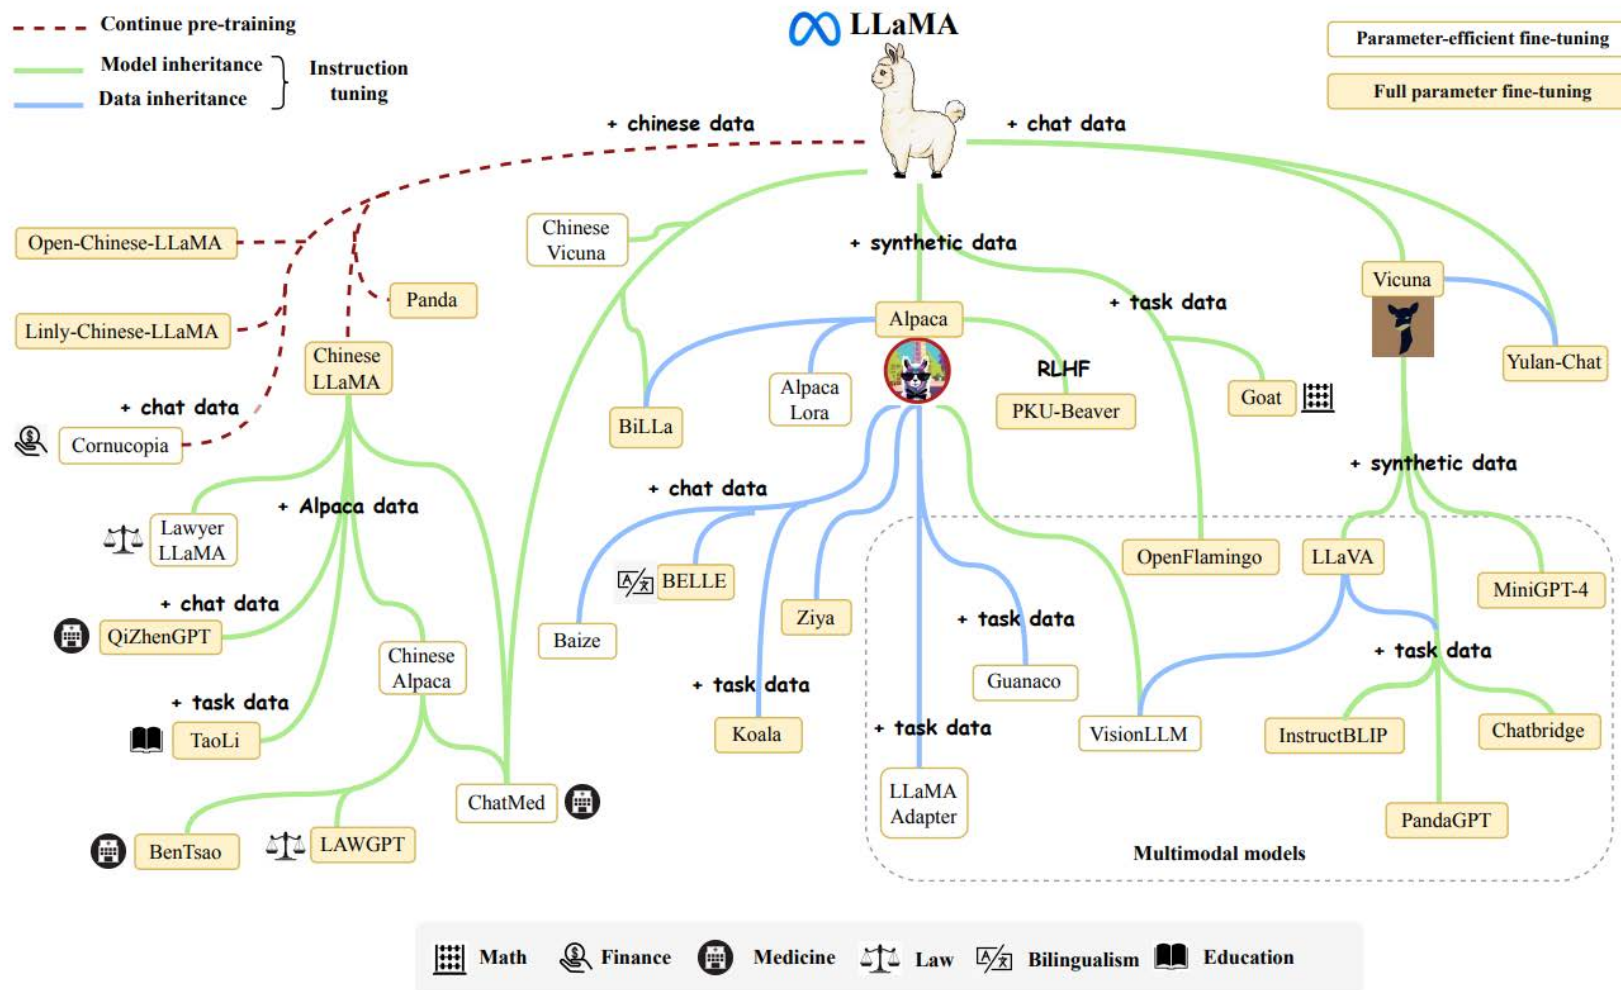 LLaMA
Continue pre-training
Model inheritance
Data inheritance
Instruction
tuning
Parameter-efficient fine-tuning
Full parameter fine-tuning
+ chinese data
+ chat data
Open-Chinese-LLaMA
Linly-Chinese-LLaMA
Panda
Chinese
LLaMA
Chinese
Vicuna
+ synthetic data
Vicuna
+ task data
Alpaca
Alpaca
Lora
RLHF
PKU-Beaver
Goat
Yulan-Chat
BiLLa
+ chat data
Cornucopia
+ synthetic data
+ chat data
+ Alpaca data
Lawyer
LLaMA
OpenFlamingo
LLaVA
MiniGPT-4
BELLE
Ziya
Baize
+ chat data
QiZhenGPT
+ task data
Guanaco
+ task data
Chinese
Alpaca
+ task data
Koala
+ task data
TaoLi
+ task data
VisionLLM
InstructBLIP
Chatbridge
ChatMed
LLaMA
Adapter
PandaGPT
BenTsao
LAWGPT
Multimodal models
Math
Finance
Medicine
Law
Bilingualism
Education